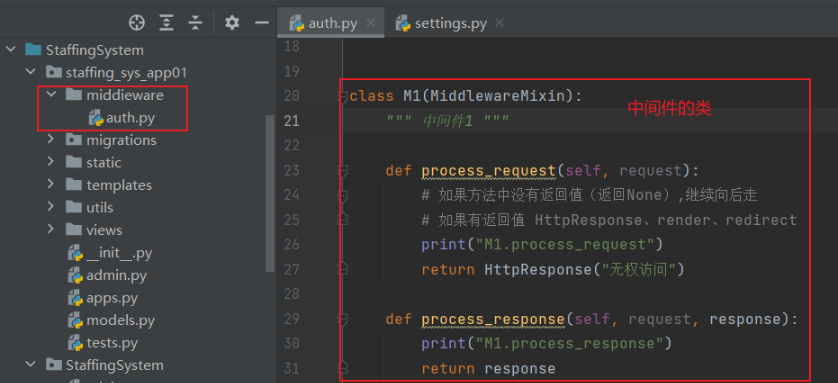 auth.py
settings.py
StaffingSystem
staffing_sys_app01
middieware
auth.py
migrations
static
templates
utils
views
__init__.py
admin.py
apps.py
models.py
tests.py
StaffingSystem
18
19
20 class M1(MiddlewareMixin):
中间件的类
21 """ 中间件1 """
22
23 def process_request(self, request):
24 # 如果方法中没有返回值（返回None）,继续向后走
25 # 如果有返回值 HttpResponse、render、redirect
26 print("M1.process_request")
27 return HttpResponse("无权访问")
28
29 def process_response(self, request, response):
30 print("M1.process_response")
31 return response